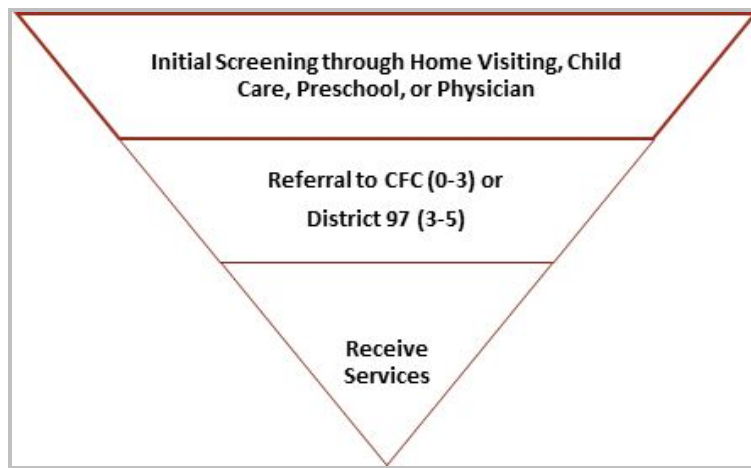 Initial Screening through Home Visiting, Child
Care, Preschool, or Physician
Referral to CFC (0-3) or
District 97 (3-5)
Receive
Services